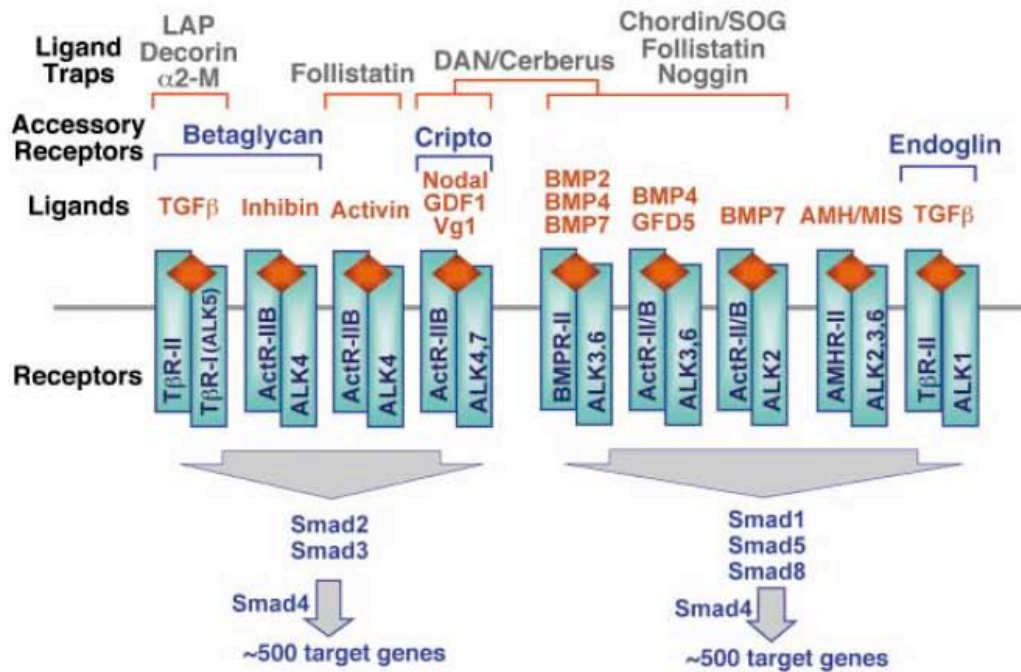 Ligand
Traps
LAP
Decorin
α2-M
Follistatin
DAN/Cerberus
Chordin/SOG
Follistatin
Noggin
Accessory
Receptors
Betaglycan
Cripto
Endoglin
Ligands
TGFβ
Inhibin
Activin
Nodal
GDF1
Vg1
BMP2
BMP4
BMP7
BMP4
GFD5
BMP7
AMH/MIS
TGFβ
Receptors
TβR-II
TβR-I (ALK5)
ActR-IIB
ALK4
ActR-IIB
ALK4
ActR-IIB
ALK4,7
BMPR-II
ALK3,6
ActR-II/B
ALK3,6
ActR-II/B
ALK2
AMHR-II
ALK2,3,6
TβR-II
ALK1
Smad2
Smad3
Smad4
~500 target genes
Smad1
Smad5
Smad8
Smad4
~500 target genes